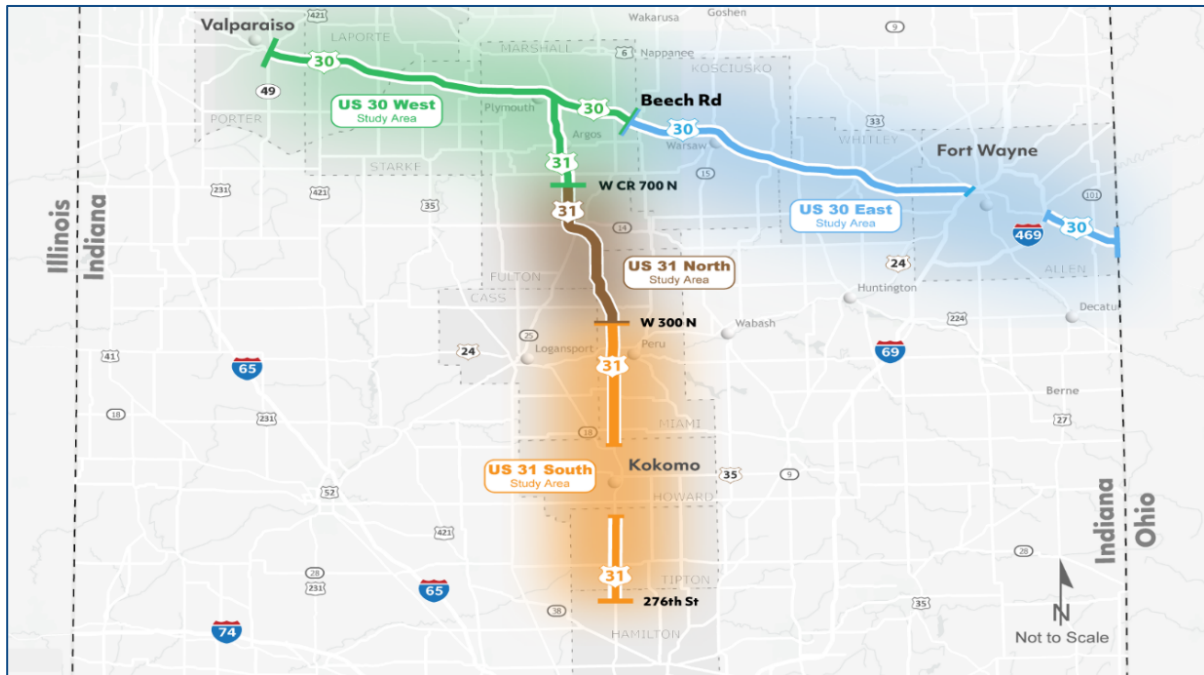 421
Valparaiso
LAPORTE
30
49
US 30 West
Study Area
PORTER
STARKE
Wakarusa
Goshen
9
MARSHALL
6
Nappanee
KOSCIUSKO
Plymouth
30
Beech Rd
Argos
30
Warsaw
33
WHITLEY
Fort Wayne
31
W CR 700 N
15
US 30 East
Study Area
101
30
469
ALLEN
231
421
35
31
14
US 31 North
Study Area
FULTON
CASS
24
Huntington
Decatu
224
W 300 N
Wabash
Illinois
Indiana
41
65
24
25
Logansport
Peru
31
69
18
231
MIAMI
18
Berne
27
US 31 South
Study Area
Kokomo
35
9
HOWARD
52
421
28
231
65
31
TIPTON
28
Indiana
Ohio
38
276th St
35
HAMILTON
74
N
Not to Scale